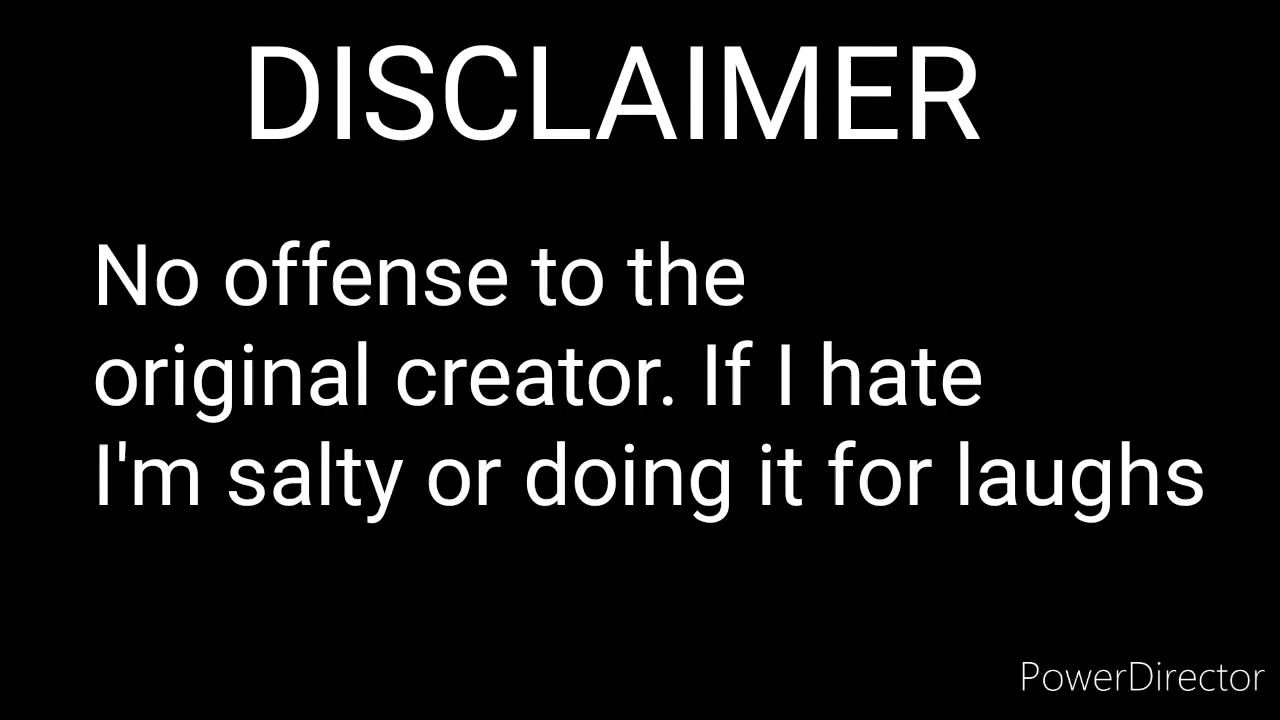 DISCLAIMER
No offense to the
original creator. If I hate
I'm salty or doing it for laughs
PowerDirector